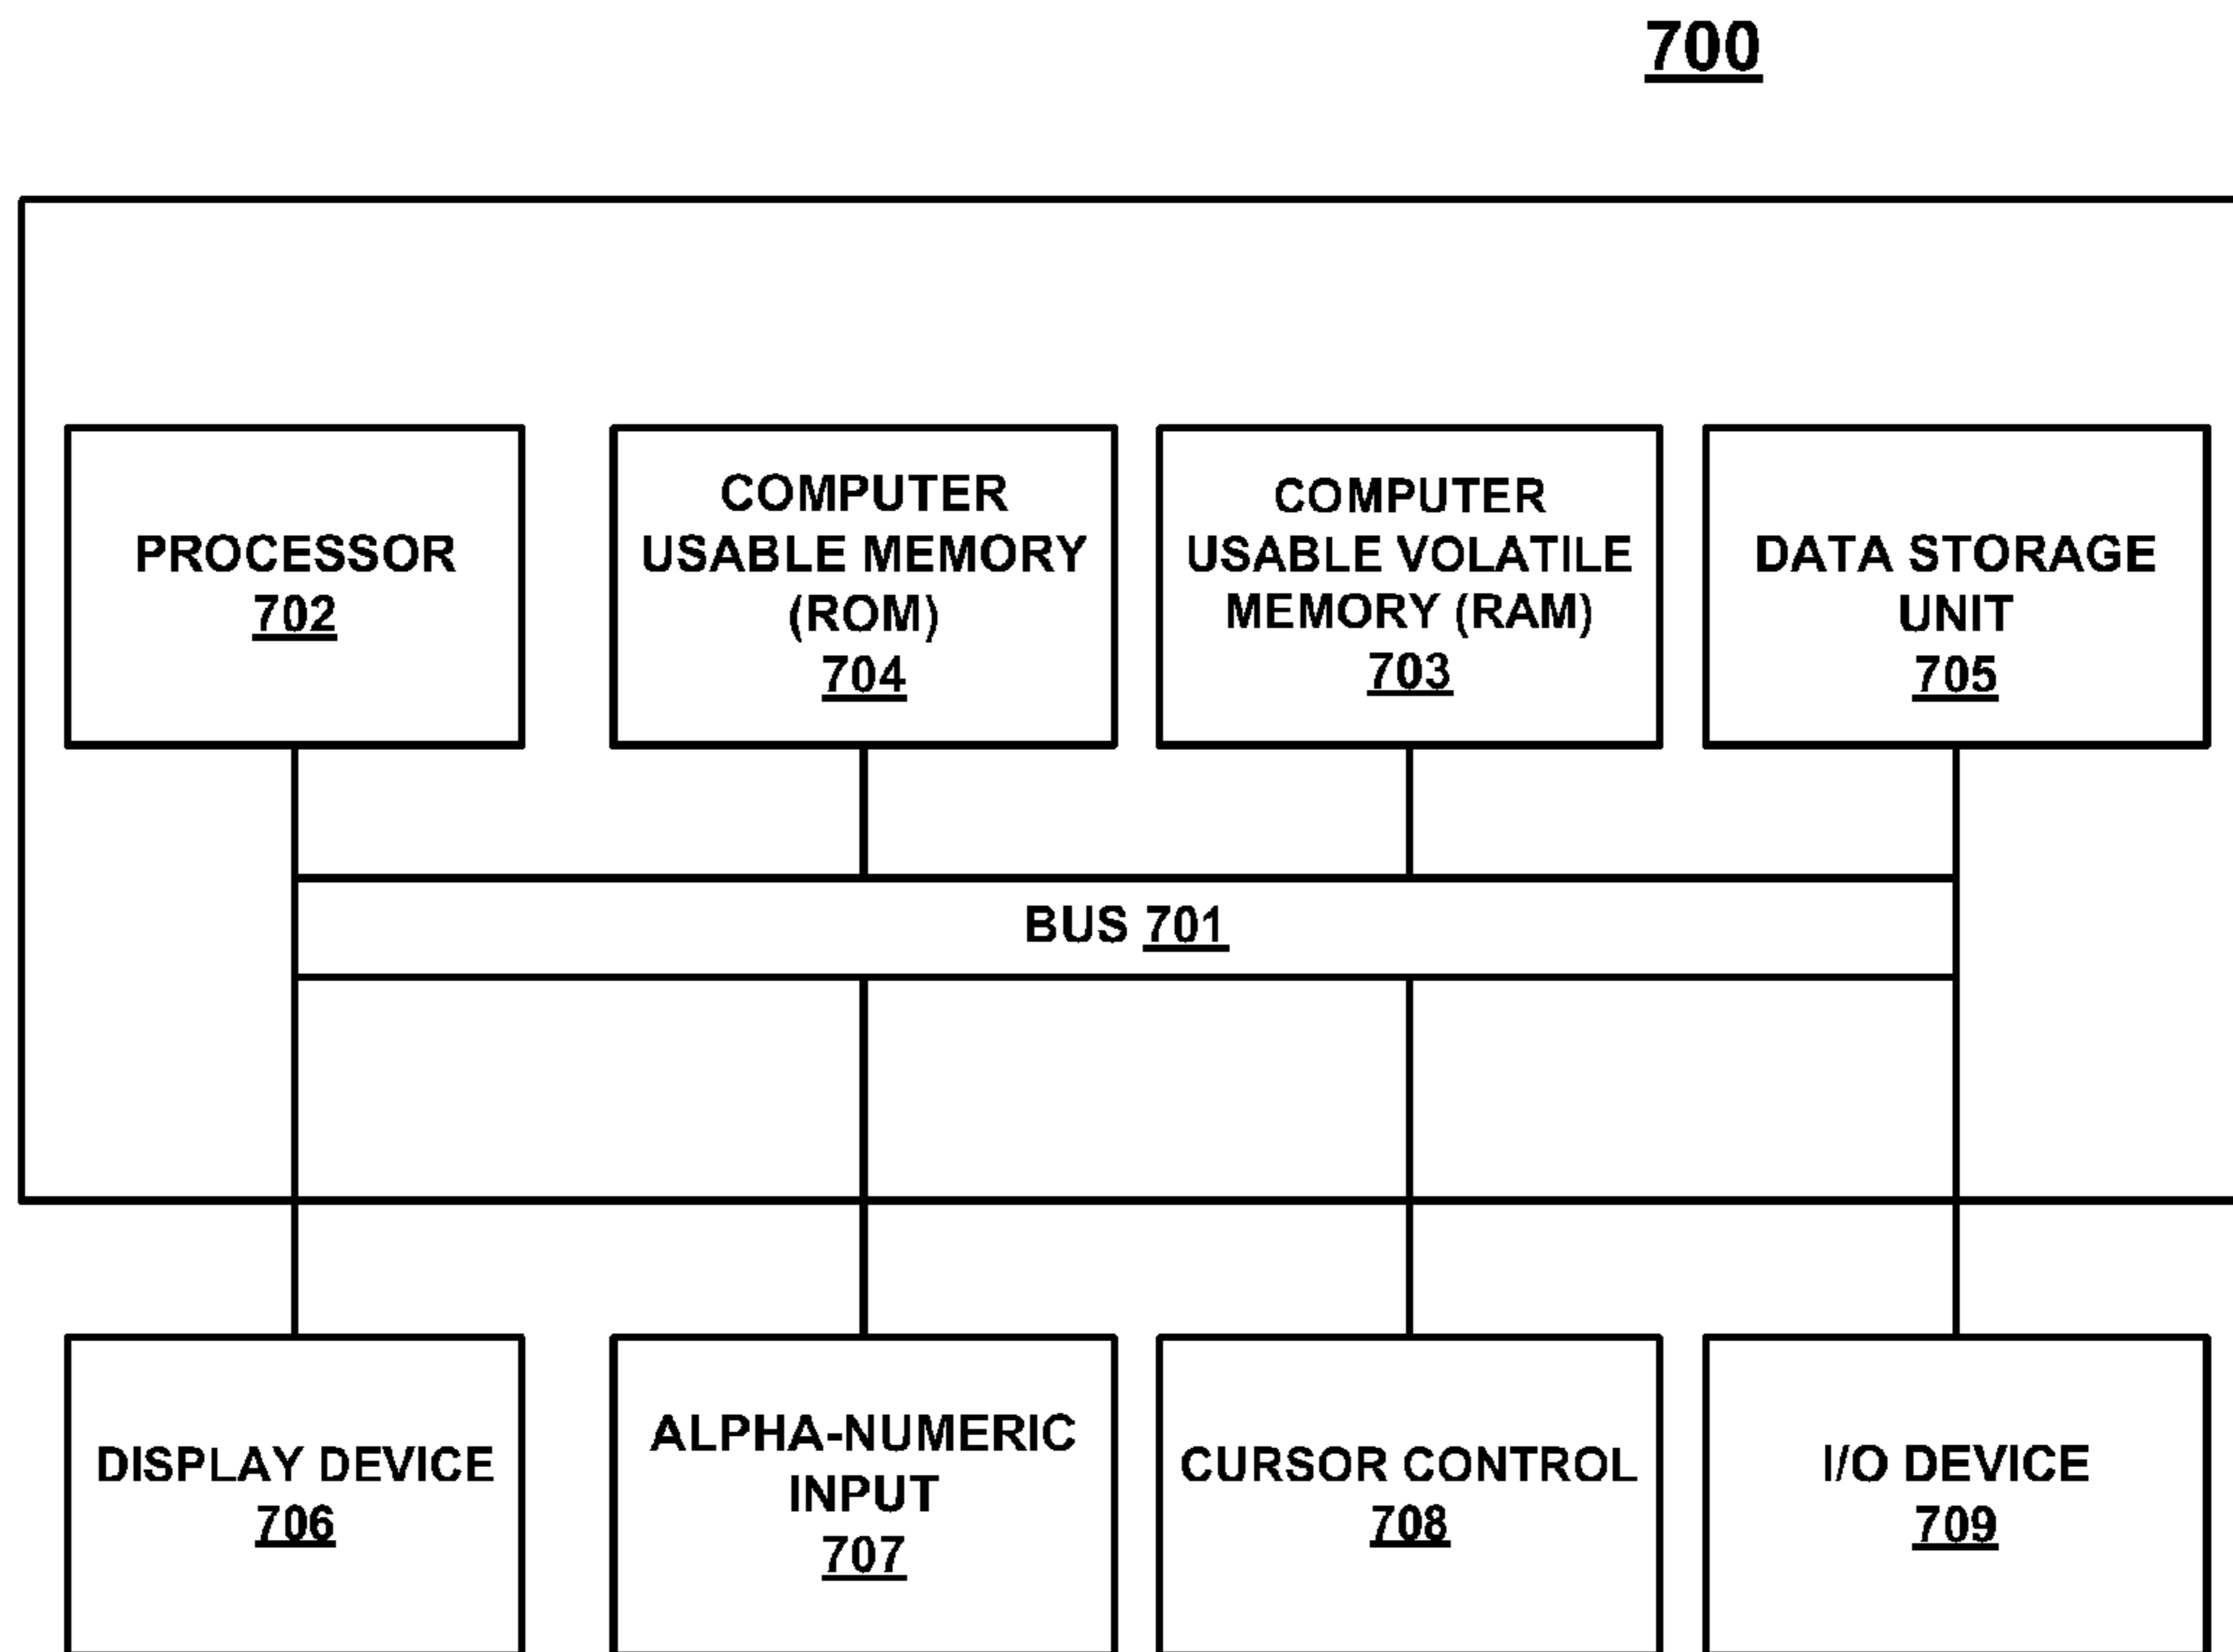 700
PROCESSOR
702
COMPUTER
USABLE MEMORY
(ROM)
704
COMPUTER
USABLE VOLATILE
MEMORY (RAM)
703
DATA STORAGE
UNIT
705
BUS 701
DISPLAY DEVICE
706
ALPHA-NUMERIC
INPUT
707
CURSOR CONTROL
708
I/O DEVICE
709